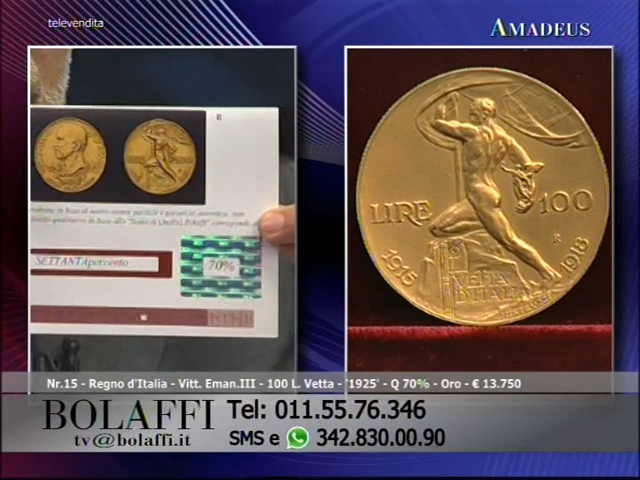 televendita
AMADEUS
R
SETTANTApercento
70%
LIRE 100
R
1915 1918
VETTA
D'ITALIA
Nr.15 - Regno d'Italia - Vitt. Eman.III - 100 L. Vetta - '1925' - Q 70% - Oro - € 13.750
BOLAFFI
tv@bolaffi.it
Tel: 011.55.76.346
SMS e 342.830.00.90